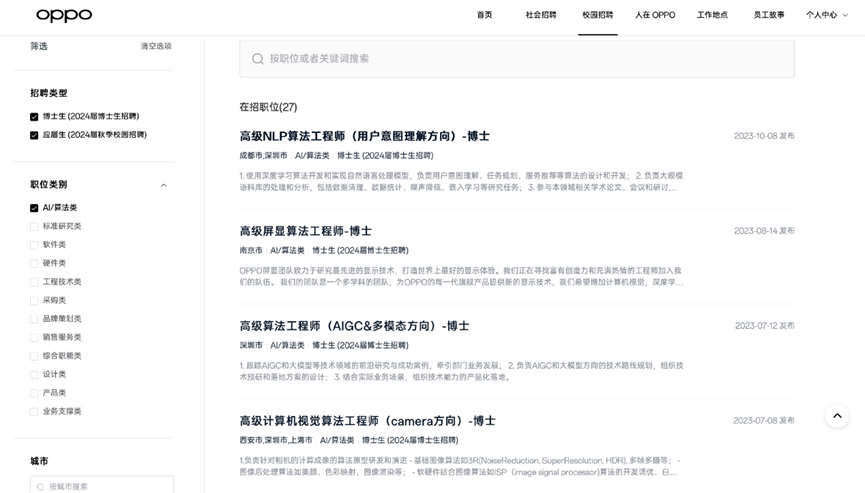 oppo
首页 社会招聘 校园招聘 人在 OPPO 工作地点 员工故事 个人中心
筛选 清空选项
招聘类型
博士生 (2024届博士生招聘)
应届生 (2024届秋季校园招聘)
职位类别
AI/算法类
标准研究类
软件类
硬件类
工程技术类
采购类
品牌策划类
销售服务类
综合职能类
设计类
产品类
业务支撑类
城市
按城市搜索
按职位或者关键词搜索
在招职位(27)
高级NLP算法工程师（用户意图理解方向）-博士 2023-10-08 发布
成都市,深圳市 AI/算法类 博士生 (2024届博士生招聘)
1. 使用深度学习算法开发和实现自然语言处理模型，负责用户意图理解、任务规划、服务推荐等算法的设计和开发； 2. 负责大规模
语料库的处理和分析，包括数据清理、数据统计、噪声降低、嵌入学习等研究任务； 3. 参与本领域相关学术论文、会议和研讨...
高级屏显算法工程师-博士 2023-08-14 发布
南京市 AI/算法类 博士生 (2024届博士生招聘)
OPPO屏显团队致力于研究最先进的显示技术，打造世界上最好的显示体验。我们正在寻找富有创造力和充满热情的工程师加入我
们的队伍。 我们的团队是一个多学科的团队，为OPPO的每一代旗舰产品提供新的显示技术，我们希望增加计算机视觉，深度学...
高级算法工程师（AIGC&多模态方向）-博士 2023-07-12 发布
深圳市 AI/算法类 博士生 (2024届博士生招聘)
1. 跟踪AIGC和大模型等技术领域的前沿研究与成功案例，牵引部门业务发展； 2. 负责AIGC和大模型方向的技术路线规划，组织技
术预研和落地方案的设计； 3. 结合实际业务场景，组织技术能力的产品化落地。
高级计算机视觉算法工程师（camera方向）-博士 2023-07-08 发布
西安市,深圳市,上海市 AI/算法类 博士生 (2024届博士生招聘)
1.负责针对相机的计算成像的算法原型研发和演进 - 基础图像算法如3R(NoiseReduction, SuperResolution, HDR), 多帧多摄等； -
图像后处理算法如美颜、色彩映射，图像渲染等； - 软硬件结合图像算法如ISP（image signal processor)算法的开发调优、白...